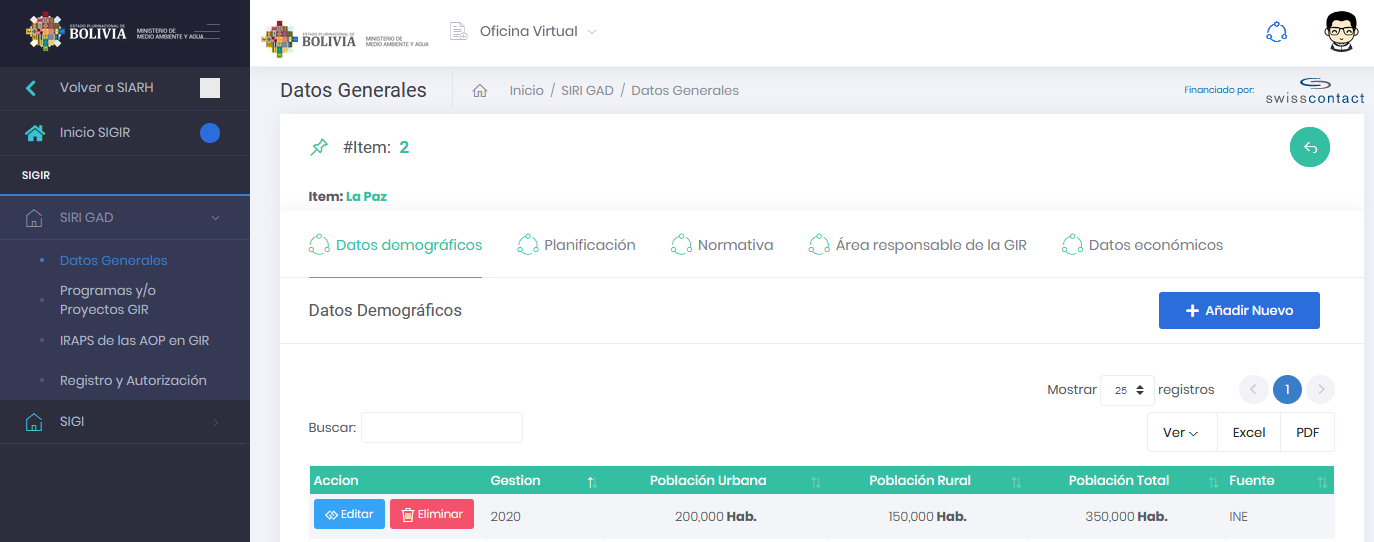 ESTADO PLURINACIONAL DE
BOLIVIA
MINISTERIO DE
MEDIO AMBIENTE Y AGUA
ESTADO PLURINACIONAL DE
BOLIVIA
MINISTERIO DE
MEDIO AMBIENTE Y AGUA
Oficina Virtual
Volver a SIARH
Inicio SIGIR
SIGIR
SIRI GAD
Datos Generales
Programas y/o
Proyectos GIR
IRAPS de las AOP en GIR
Registro y Autorización
SIGI
Datos Generales
Inicio / SIRI GAD / Datos Generales
Financiado por:
swisscontact
#Item: 2
Item: La Paz
Datos demográficos
Planificación
Normativa
Área responsable de la GIR
Datos económicos
Datos Demográficos
Añadir Nuevo
Mostrar 25 registros
1
Buscar:
Ver
Excel
PDF
Accion Gestion Población Urbana Población Rural Población Total Fuente
Editar Eliminar 2020 200,000 Hab. 150,000 Hab. 350,000 Hab. INE